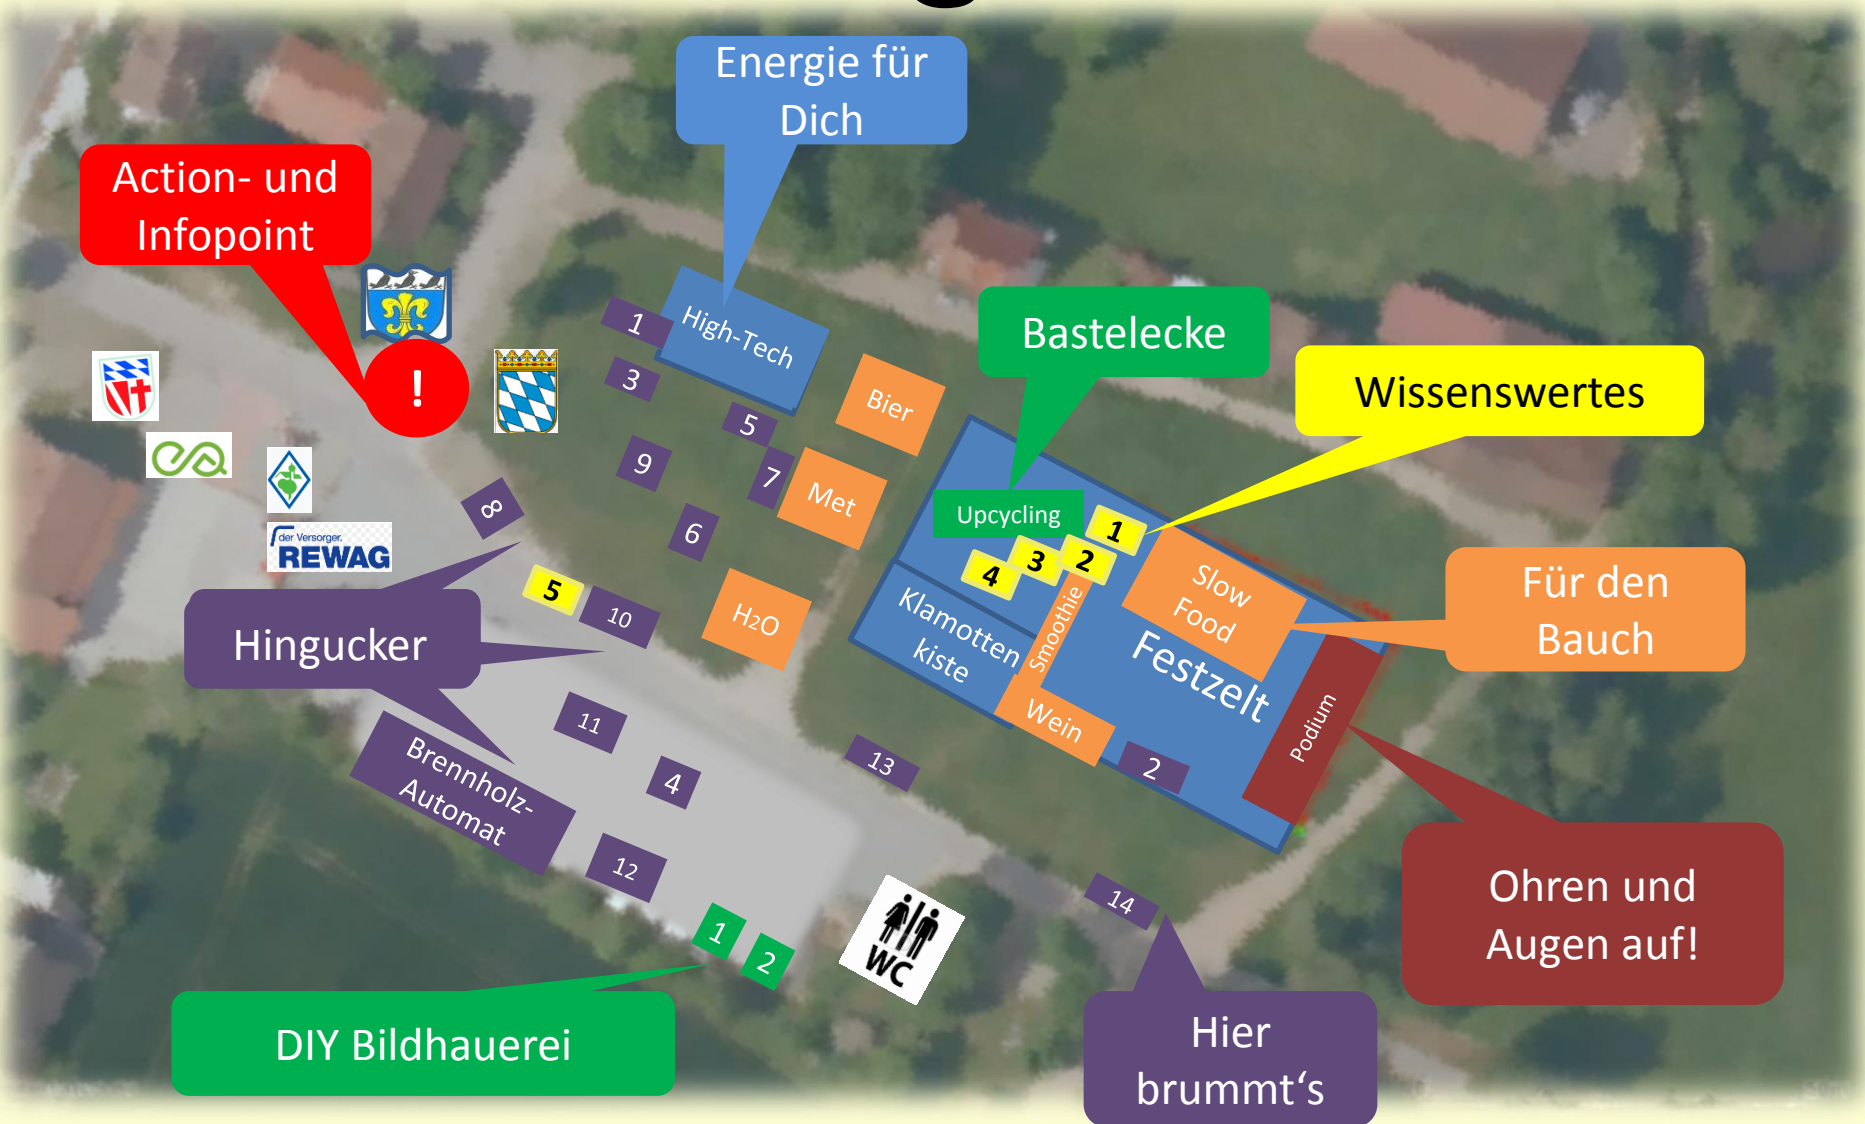 Energie für
Dich
Action- und
Infopoint
High-Tech
1
3
5
!
Bastelecke
Bier
Wissenswertes
9
7
Met
8
6
Upcycling
1
2
3
4
der Versorger.
REWAG
5
10
H2O
Slow
Food
Für den
Bauch
Klamotten
kiste
Smoothie
Hingucker
Festzelt
Wein
Podium
11
4
13
2
Brennholz-
Automat
12
14
1
2
WC
Ohren und
Augen auf!
DIY Bildhauerei
Hier
brummt‘s